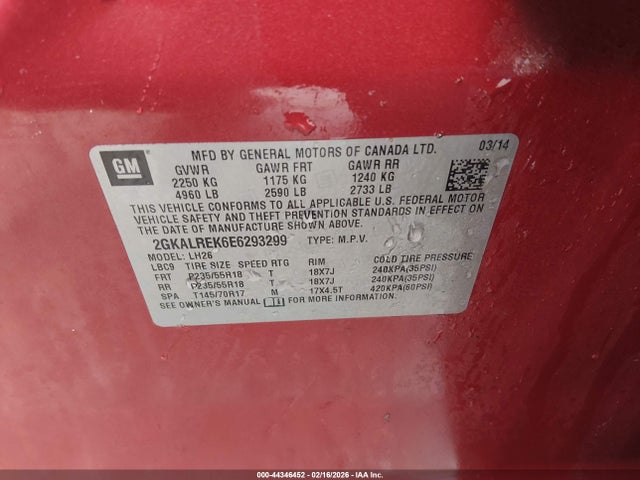 GM
MFD BY GENERAL MOTORS OF CANADA LTD. 03/14
GVWR GAWR FRT GAWR RR
2250 KG 1175 KG 1240 KG
4960 LB 2590 LB 2733 LB
THIS VEHICLE CONFORMS TO ALL APPLICABLE U.S. FEDERAL MOTOR
VEHICLE SAFETY AND THEFT PREVENTION STANDARDS IN EFFECT ON
THE DATE OF MANUFACTURE SHOWN ABOVE.
2GKALREK6E6293299 TYPE: M.P.V.
MODEL: LH26
LBC9 TIRE SIZE SPEED RTG RIM COLD TIRE PRESSURE
FRT P235/55R18 T 18X7J 240KPA(35PSI)
RR P235/55R18 T 18X7J 240KPA(35PSI)
SPA T145/70R17 M 17X4.5T 420KPA(60PSI)
SEE OWNER'S MANUAL FOR MORE INFORMATION.
000-44346452 | 02/16/2026 - IAA Inc.